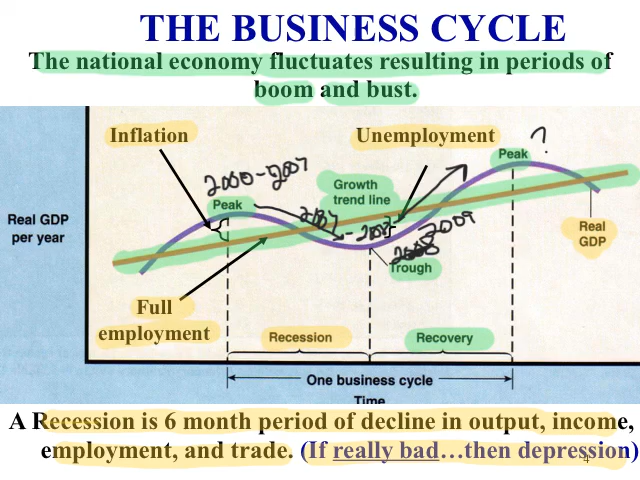 THE BUSINESS CYCLE
The national economy fluctuates resulting in periods of
boom and bust.
Inflation
Unemployment
Peak
?
2000-2007
Growth
trend line
Peak
Real GDP
per year
2009
Real
GDP
Trough
Full
employment
Recession
Recovery
One business cycle
Time
A Recession is 6 month period of decline in output, income,
employment, and trade. (If really bad…then depression)
4